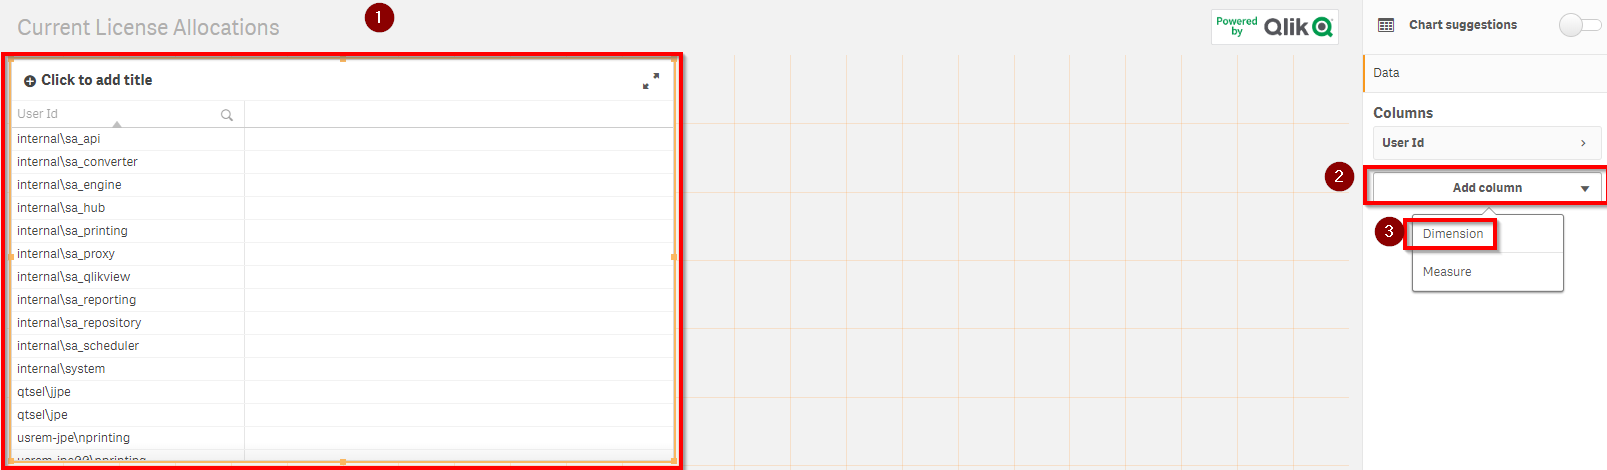 Current License Allocations
1
Powered by Qlik
Click to add title
User Id
internal\sa_api
internal\sa_converter
internal\sa_engine
internal\sa_hub
internal\sa_printing
internal\sa_proxy
internal\sa_qlikview
internal\sa_reporting
internal\sa_repository
internal\sa_scheduler
internal\system
qtsel\jjpe
qtsel\jpe
usrem-jpe\nprinting
Chart suggestions
Data
Columns
User Id
2
Add column
3
Dimension
Measure